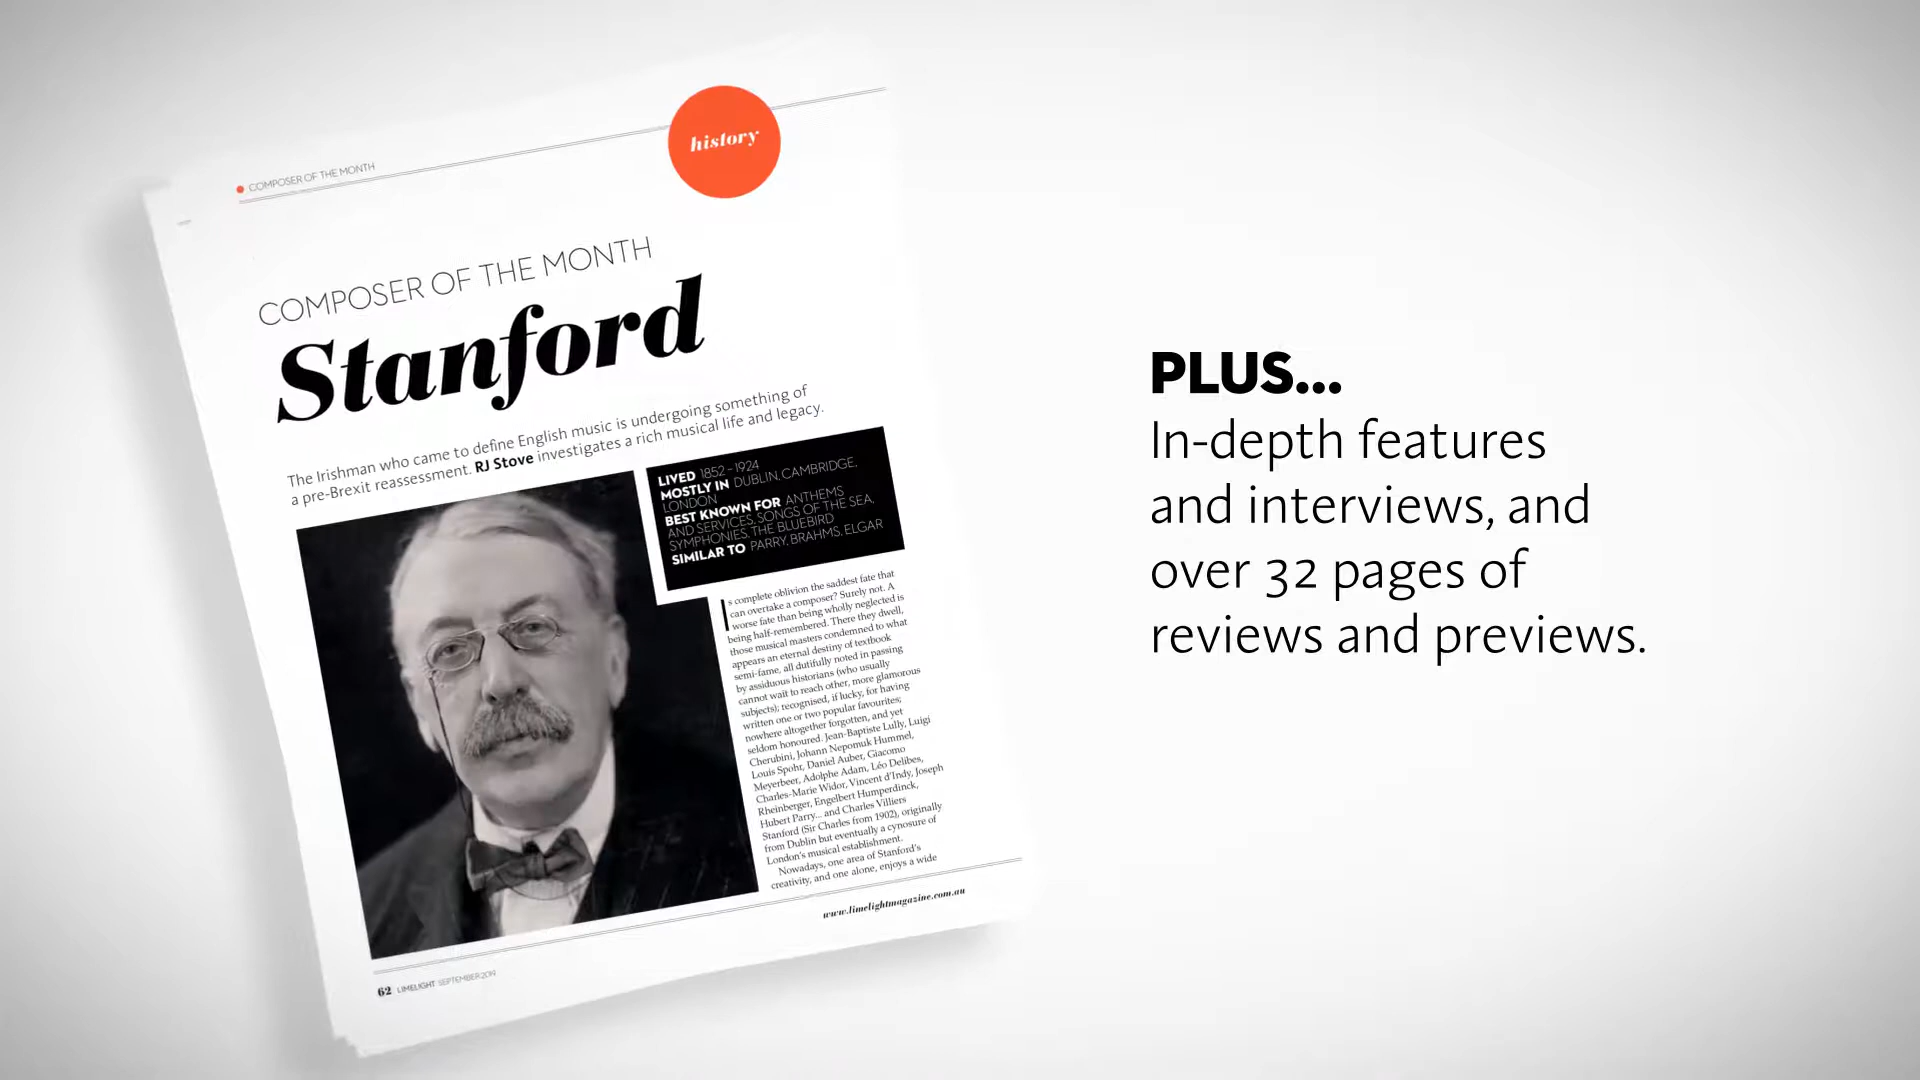 COMPOSER OF THE MONTH
history
COMPOSER OF THE MONTH
Stanford
The Irishman who came to define English music is undergoing something of
a pre-Brexit reassessment. RJ Stove investigates a rich musical life and legacy.
LIVED 1852 – 1924
MOSTLY IN DUBLIN, CAMBRIDGE,
LONDON
BEST KNOWN FOR ANTHEMS
AND SERVICES, SONGS OF THE SEA,
SYMPHONIES, THE BLUEBIRD
SIMILAR TO PARRY, BRAHMS, ELGAR
Is complete oblivion the saddest fate that
can overtake a composer? Surely not. A
worse fate than being wholly neglected is
being half-remembered. There they dwell,
those musical masters condemned to what
appears an eternal destiny of textbook
semi-fame, all dutifully noted in passing
by assiduous historians (who usually
cannot wait to reach other, more glamorous
subjects); recognised, if lucky, for having
written one or two popular favourites;
nowhere altogether forgotten, and yet
seldom honoured. Jean-Baptiste Lully, Luigi
Cherubini, Johann Nepomuk Hummel,
Louis Spohr, Daniel Auber, Giacomo
Meyerbeer, Adolphe Adam, Léo Delibes,
Charles-Marie Widor, Vincent d'Indy, Joseph
Rheinberger, Engelbert Humperdinck,
Hubert Parry... and Charles Villiers
Stanford (Sir Charles from 1902), originally
from Dublin but eventually a cynosure of
London's musical establishment.
Nowadays, one area of Stanford's
creativity, and one alone, enjoys a wide
www.limelightmagazine.com.au
62 LIMELIGHT SEPTEMBER 2019
PLUS...
In-depth features
and interviews, and
over 32 pages of
reviews and previews.